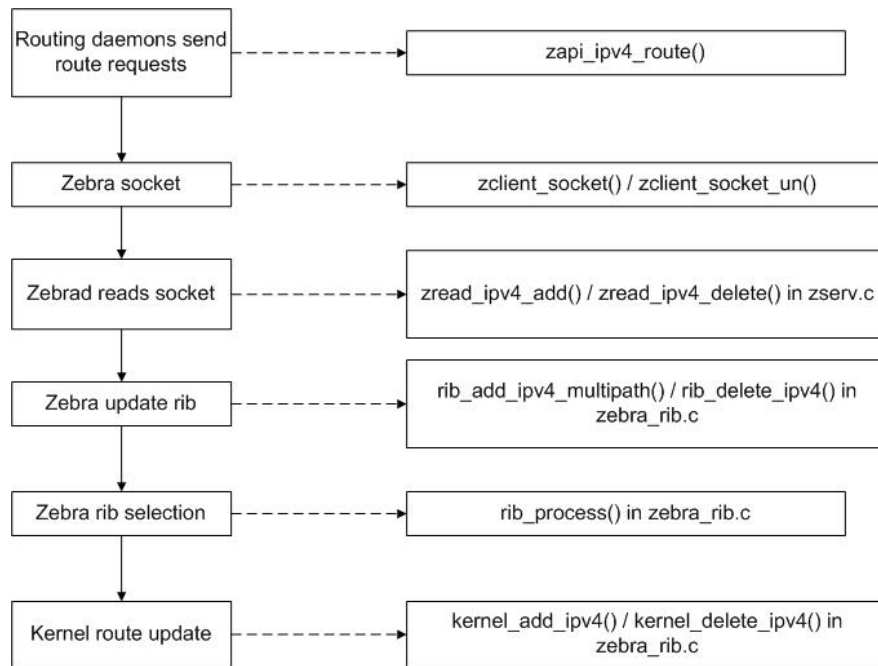 Routing daemons send
route requests
zapi_ipv4_route()
Zebra socket
zclient_socket() / zclient_socket_un()
Zebrad reads socket
zread_ipv4_add() / zread_ipv4_delete() in zserv.c
Zebra update rib
rib_add_ipv4_multipath() / rib_delete_ipv4() in
zebra_rib.c
Zebra rib selection
rib_process() in zebra_rib.c
Kernel route update
kernel_add_ipv4() / kernel_delete_ipv4() in
zebra_rib.c